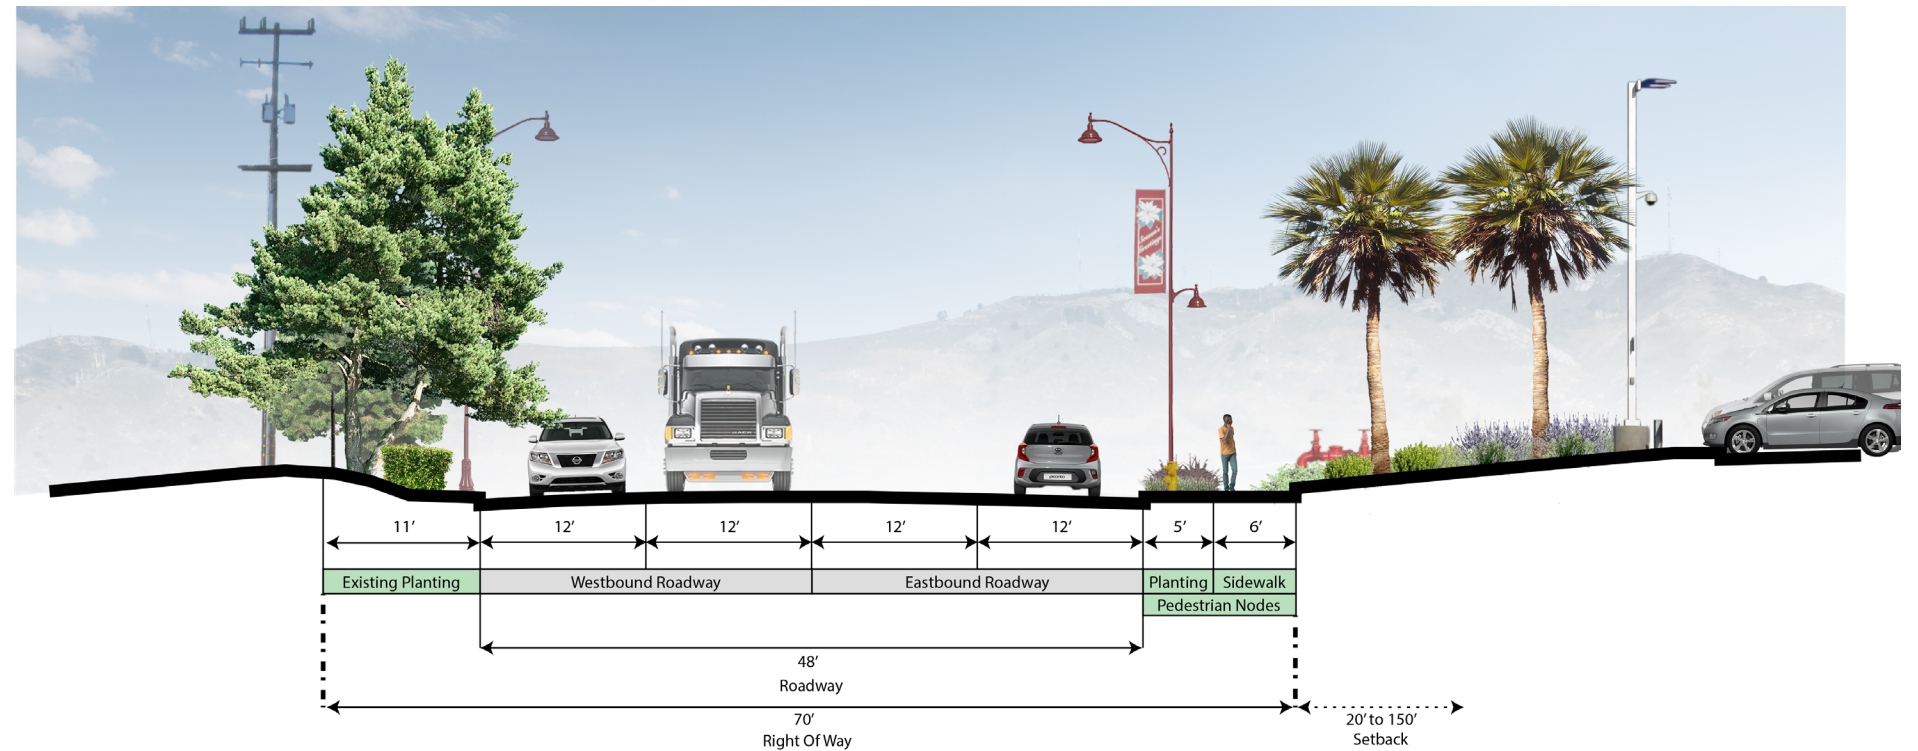 11’
12’
12’
12’
12’
5’
6’
Existing Planting
Westbound Roadway
Eastbound Roadway
Planting
Sidewalk
Pedestrian Nodes
48’
Roadway
70’
Right Of Way
20’ to 150’
Setback